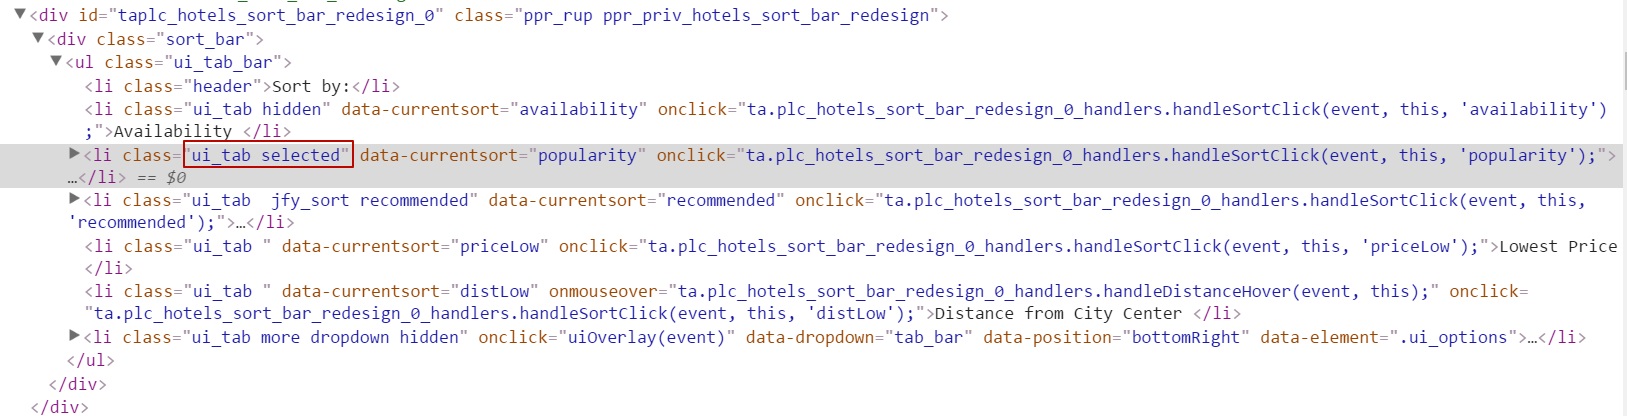 <div id="taplc_hotels_sort_bar_redesign_0" class="ppr_rup ppr_priv_hotels_sort_bar_redesign">
<div class="sort_bar">
<ul class="ui_tab_bar">
<li class="header">Sort by:</li>
<li class="ui_tab hidden" data-currentsort="availability" onclick="ta.plc_hotels_sort_bar_redesign_0_handlers.handleSortClick(event, this, 'availability')
;">Availability </li>
<li class="ui_tab selected" data-currentsort="popularity" onclick="ta.plc_hotels_sort_bar_redesign_0_handlers.handleSortClick(event, this, 'popularity');">
…</li> == $0
<li class="ui_tab  jfy_sort recommended" data-currentsort="recommended" onclick="ta.plc_hotels_sort_bar_redesign_0_handlers.handleSortClick(event, this,
'recommended');">…</li>
<li class="ui_tab " data-currentsort="priceLow" onclick="ta.plc_hotels_sort_bar_redesign_0_handlers.handleSortClick(event, this, 'priceLow');">Lowest Price
</li>
<li class="ui_tab " data-currentsort="distLow" onmouseover="ta.plc_hotels_sort_bar_redesign_0_handlers.handleDistanceHover(event, this);" onclick=
"ta.plc_hotels_sort_bar_redesign_0_handlers.handleSortClick(event, this, 'distLow');">Distance from City Center </li>
<li class="ui_tab more dropdown hidden" onclick="uiOverlay(event)" data-dropdown="tab_bar" data-position="bottomRight" data-element=".ui_options">…</li>
</ul>
</div>
</div>